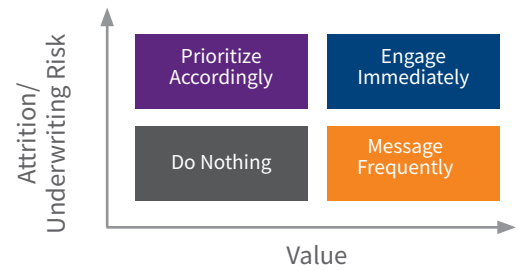 Attrition/
Underwriting Risk
Prioritize
Accordingly
Engage
Immediately
Do Nothing
Message
Frequently
Value